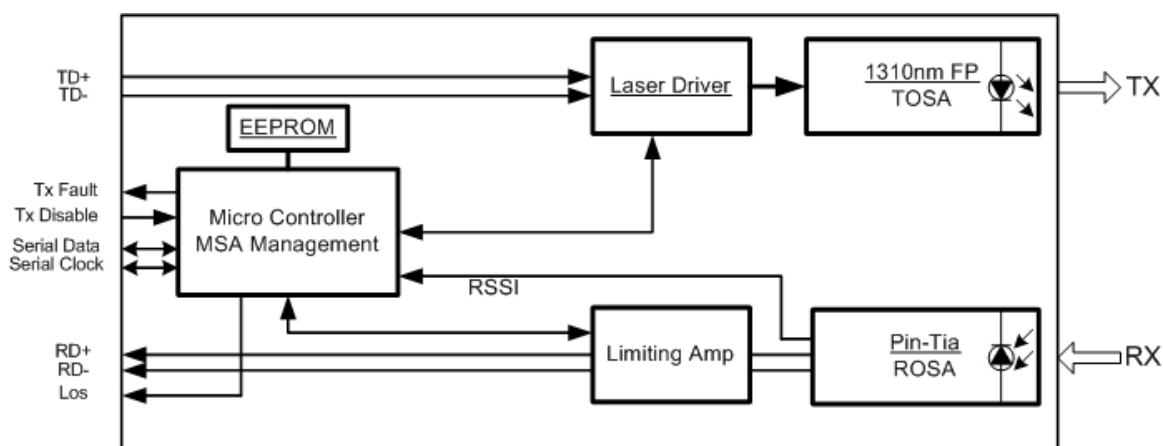 TD+
TD-
Laser Driver
1310nm FP
TOSA
TX
EEPROM
Tx Fault
Tx Disable
Serial Data
Serial Clock
Micro Controller
MSA Management
RSSI
RD+
RD-
Los
Limiting Amp
Pin-Tia
ROSA
RX